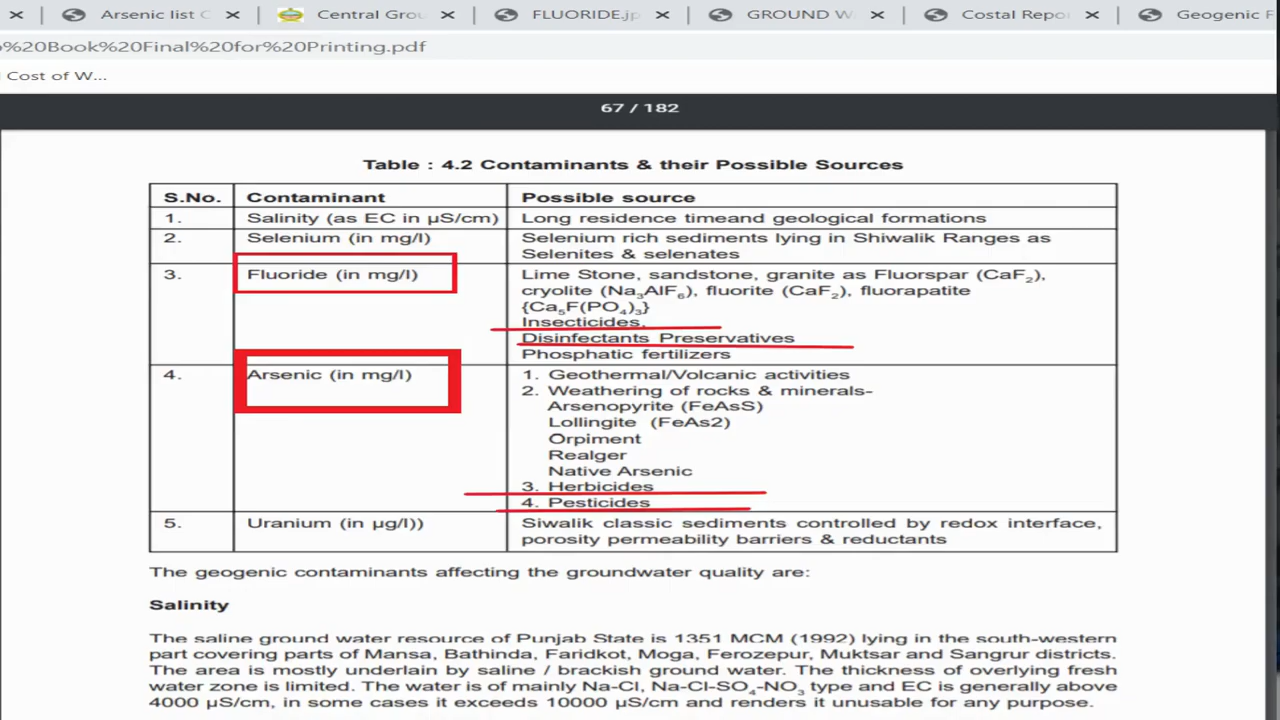 Arsenic list
Central Gro
FLUORIDE.jp
GROUND W
Costal Repo
Geogenic F
%20Book%20Final%20for%20Printing.pdf
Cost of W...
67 / 182
Table : 4.2 Contaminants & their Possible Sources
S.No. Contaminant Possible source
1. Salinity (as EC in µS/cm) Long residence timeand geological formations
2. Selenium (in mg/l) Selenium rich sediments lying in Shiwalik Ranges as
Selenites & selenates
3. Fluoride (in mg/l) Lime Stone, sandstone, granite as Fluorspar (CaF₂),
cryolite (Na₃AlF₆), fluorite (CaF₂), fluorapatite
{Ca₅F(PO₄)₃}
Insecticides,
Disinfectants Preservatives
Phosphatic fertilizers
4. Arsenic (in mg/l) 1. Geothermal/Volcanic activities
2. Weathering of rocks & minerals-
Arsenopyrite (FeAsS)
Lollingite (FeAs2)
Orpiment
Realger
Native Arsenic
3. Herbicides
4. Pesticides
5. Uranium (in µg/l)) Siwalik classic sediments controlled by redox interface,
porosity permeability barriers & reductants
The geogenic contaminants affecting the groundwater quality are:
Salinity
The saline ground water resource of Punjab State is 1351 MCM (1992) lying in the south-western
part covering parts of Mansa, Bathinda, Faridkot, Moga, Ferozepur, Muktsar and Sangrur districts.
The area is mostly underlain by saline / brackish ground water. The thickness of overlying fresh
water zone is limited. The water is of mainly Na-Cl, Na-Cl-SO₄-NO₃ type and EC is generally above
4000 µS/cm, in some cases it exceeds 10000 µS/cm and renders it unusable for any purpose.